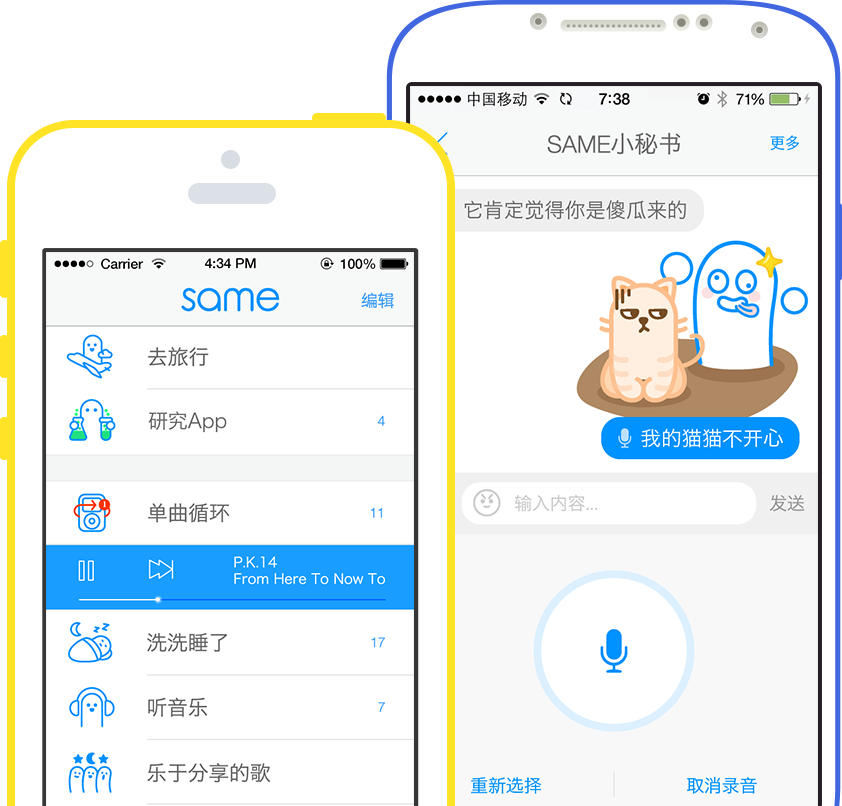 中国移动 7:38 71%
SAME小秘书 更多
它肯定觉得你是傻瓜来的
我的猫猫不开心
输入内容... 发送
重新选择 取消录音
Carrier 4:34 PM 100%
same 编辑
去旅行
研究App 4
单曲循环 11
P.K.14
From Here To Now To
洗洗睡了 17
听音乐 7
乐于分享的歌